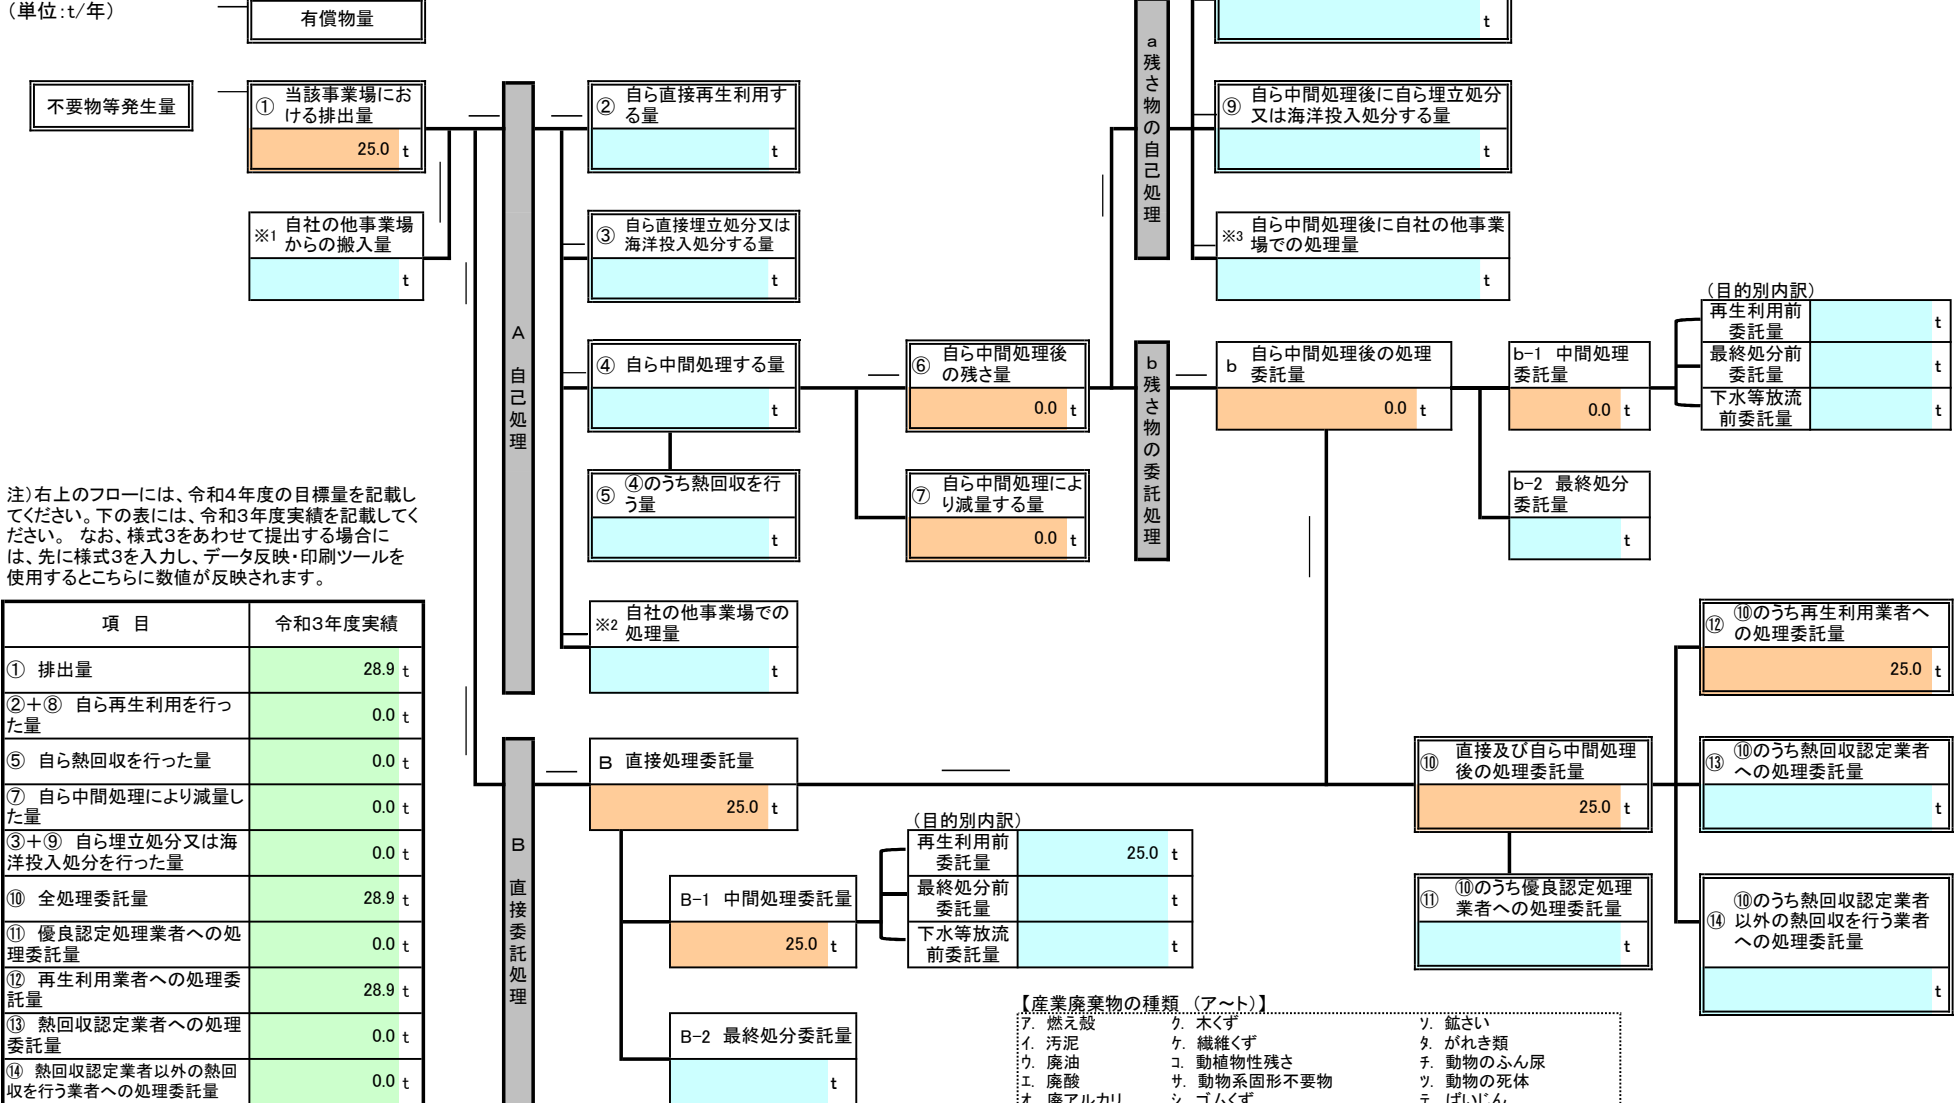 （単位:t/年）
有償物量
t
不要物等発生量
① 当該事業場にお
ける排出量
25.0 t
※1 自社の他事業場
からの搬入量
t
A 自己処理
② 自ら直接再生利用す
る量
t
③ 自ら直接埋立処分又は
海洋投入処分する量
t
④ 自ら中間処理する量
t
⑤ ④のうち熱回収を行
う量
t
※2 自社の他事業場での
処理量
t
⑥ 自ら中間処理後
の残さ量
0.0 t
⑦ 自ら中間処理によ
り減量する量
0.0 t
a残さ物の自己処理
⑨ 自ら中間処理後に自ら埋立処分
又は海洋投入処分する量
t
※3 自ら中間処理後に自社の他事業
場での処理量
t
b残さ物の委託処理
b 自ら中間処理後の処理
委託量
0.0 t
b-1 中間処理
委託量
0.0 t
（目的別内訳）
再生利用前
委託量
t
最終処分前
委託量
t
下水等放流
前委託量
t
b-2 最終処分
委託量
t
注）右上のフローには、令和4年度の目標量を記載し
てください。下の表には、令和3年度実績を記載してく
ださい。 なお、様式3をあわせて提出する場合に
は、先に様式3を入力し、データ反映・印刷ツールを
使用するとこちらに数値が反映されます。
項 目 令和3年度実績
① 排出量 28.9 t
②＋⑧ 自ら再生利用を行っ
た量
0.0 t
⑤ 自ら熱回収を行った量 0.0 t
⑦ 自ら中間処理により減量し
た量
0.0 t
③＋⑨ 自ら埋立処分又は海
洋投入処分を行った量
0.0 t
⑩ 全処理委託量 28.9 t
⑪ 優良認定処理業者への処
理委託量
0.0 t
⑫ 再生利用業者への処理委
託量
28.9 t
⑬ 熱回収認定業者への処理
委託量
0.0 t
⑭ 熱回収認定業者以外の熱回
収を行う業者への処理委託量
0.0 t
B 直接委託処理
B 直接処理委託量
25.0 t
B-1 中間処理委託量
25.0 t
（目的別内訳）
再生利用前
委託量
25.0 t
最終処分前
委託量
t
下水等放流
前委託量
t
B-2 最終処分委託量
t
⑩ 直接及び自ら中間処理
後の処理委託量
25.0 t
⑪ ⑩のうち優良認定処理
業者への処理委託量
t
⑫ ⑩のうち再生利用業者へ
の処理委託量
25.0 t
⑬ ⑩のうち熱回収認定業者
への処理委託量
t
⑭ ⑩のうち熱回収認定業者
以外の熱回収を行う業者
への処理委託量
t
【産業廃棄物の種類 （ア～ト）】
ア. 燃え殻 ク. 木くず ソ. 鉱さい
イ. 汚泥 ケ. 繊維くず タ. がれき類
ウ. 廃油 コ. 動植物性残さ チ. 動物のふん尿
エ. 廃酸 サ. 動物系固形不要物 ツ. 動物の死体
オ. 廃アルカリ シ. ゴムくず テ. ばいじん